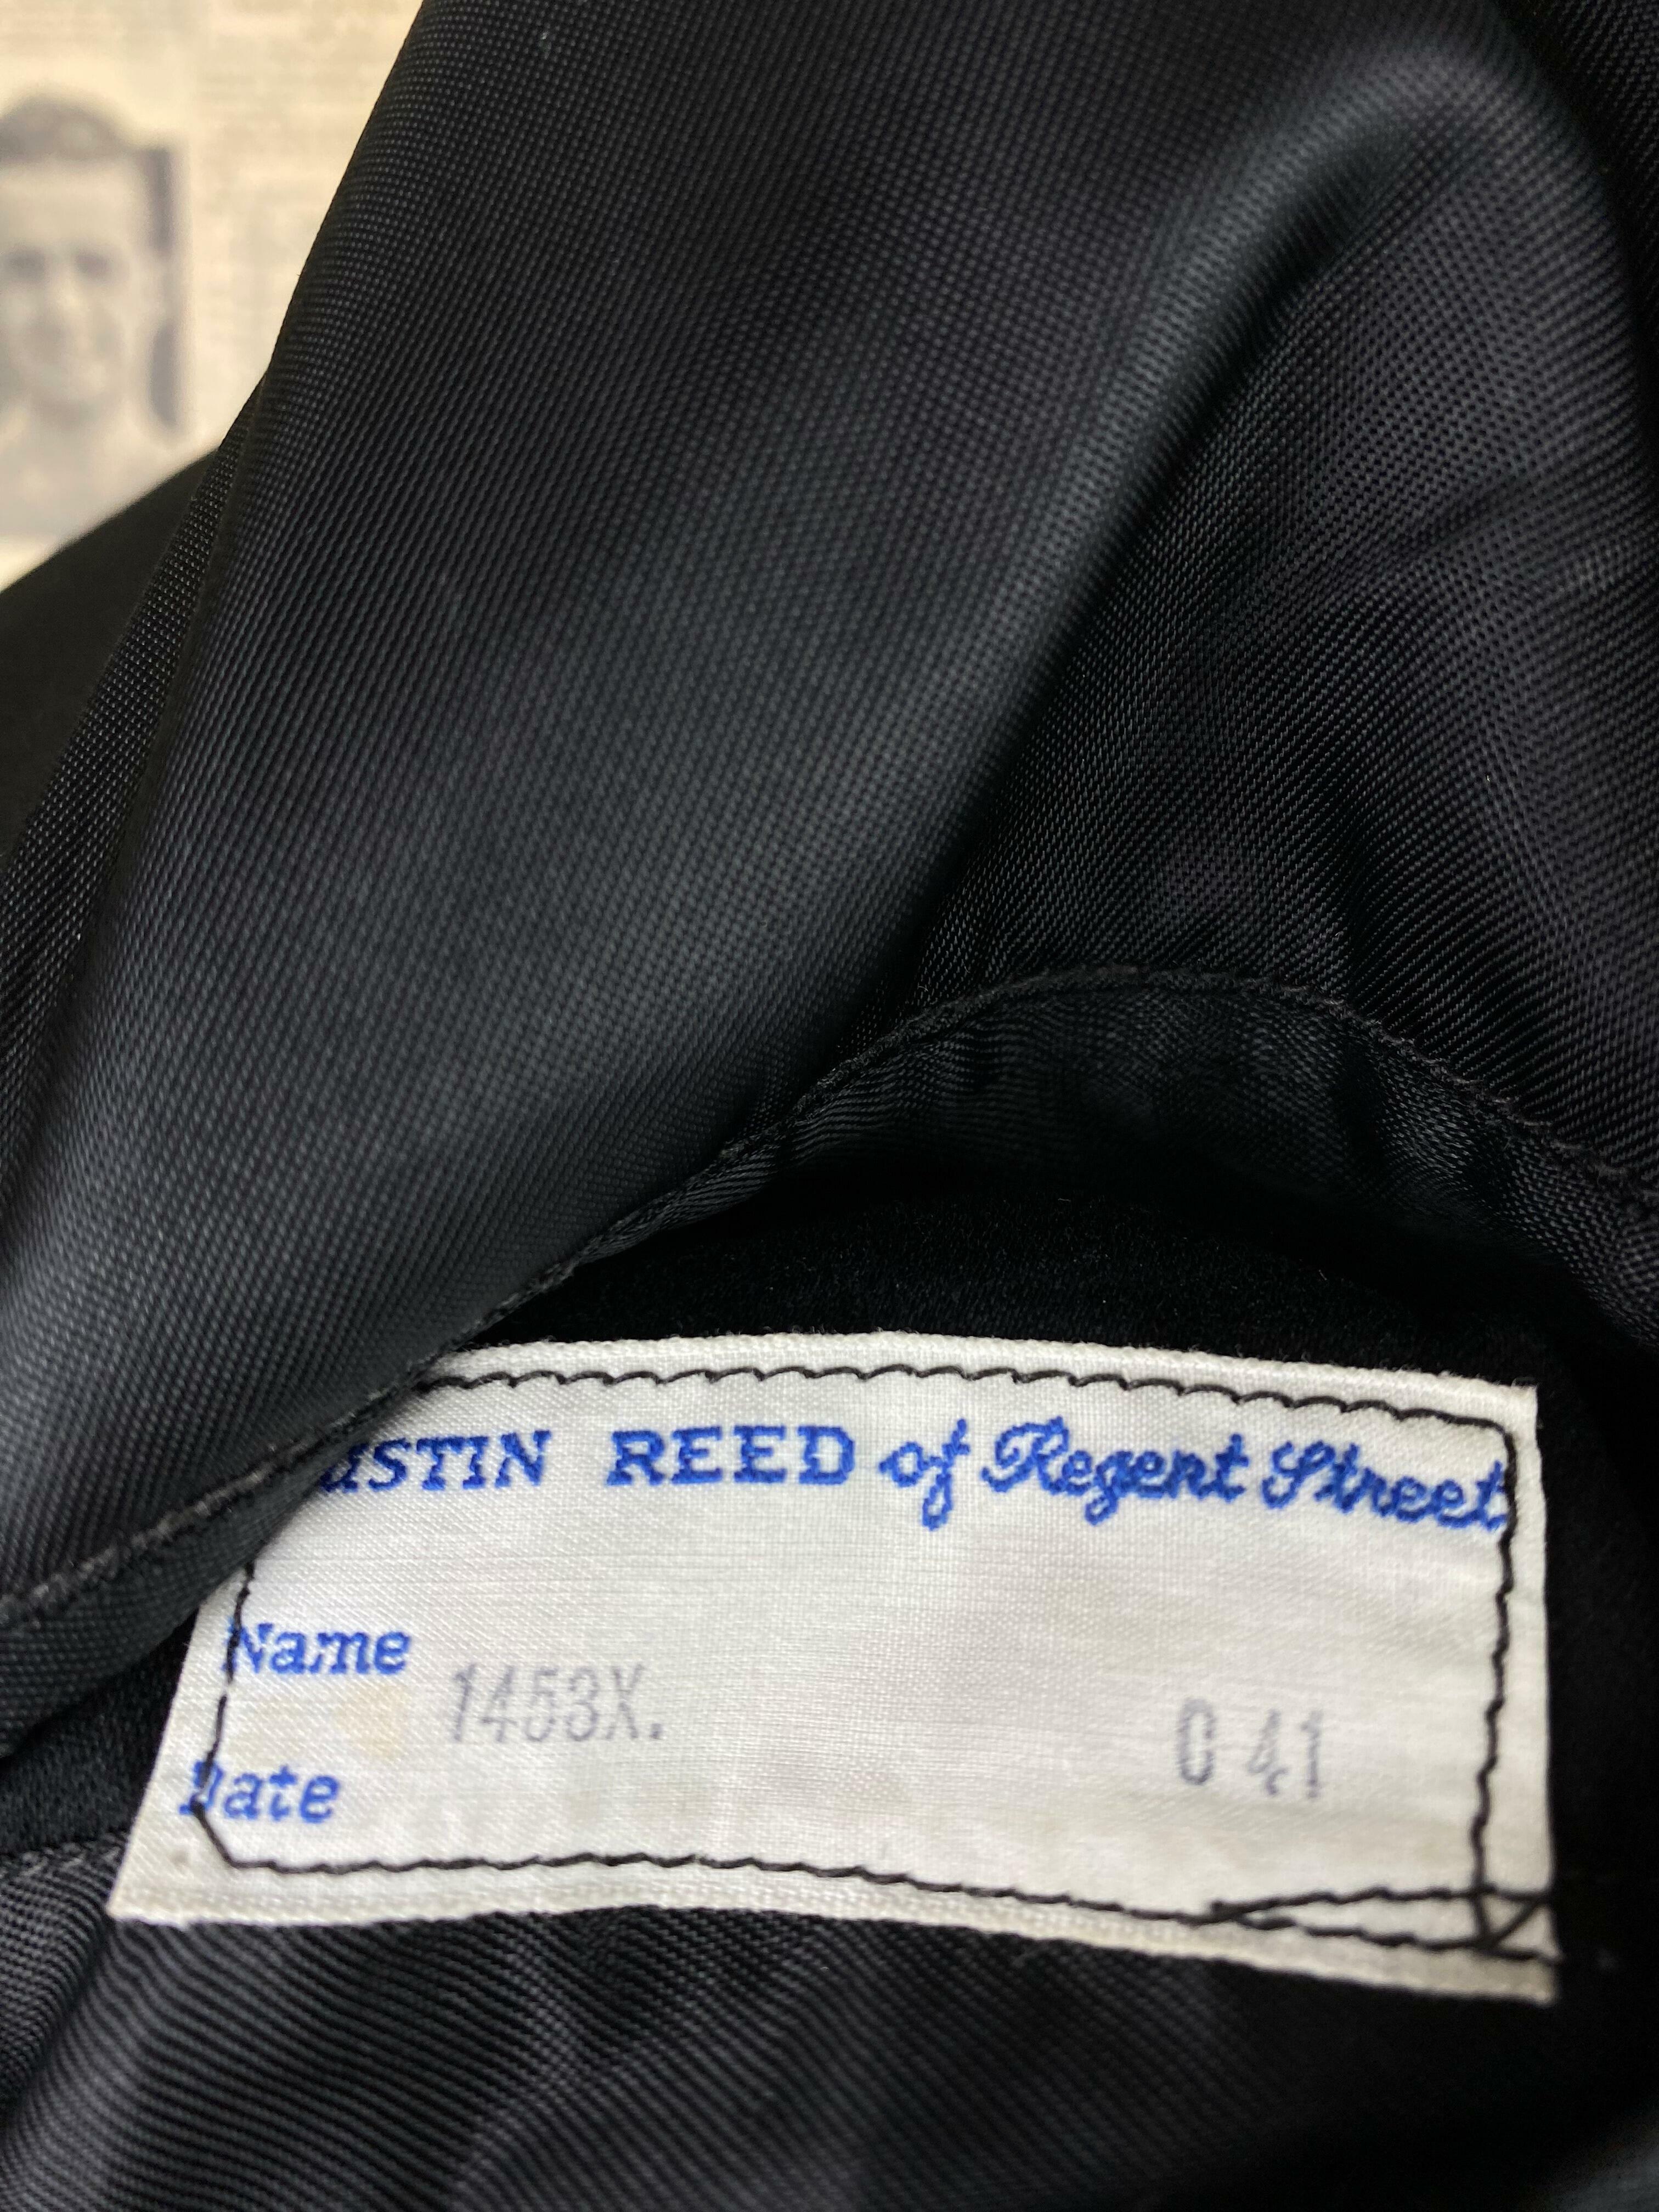 USTIN REED of Regent Street
Name
1453X. C 41
Date